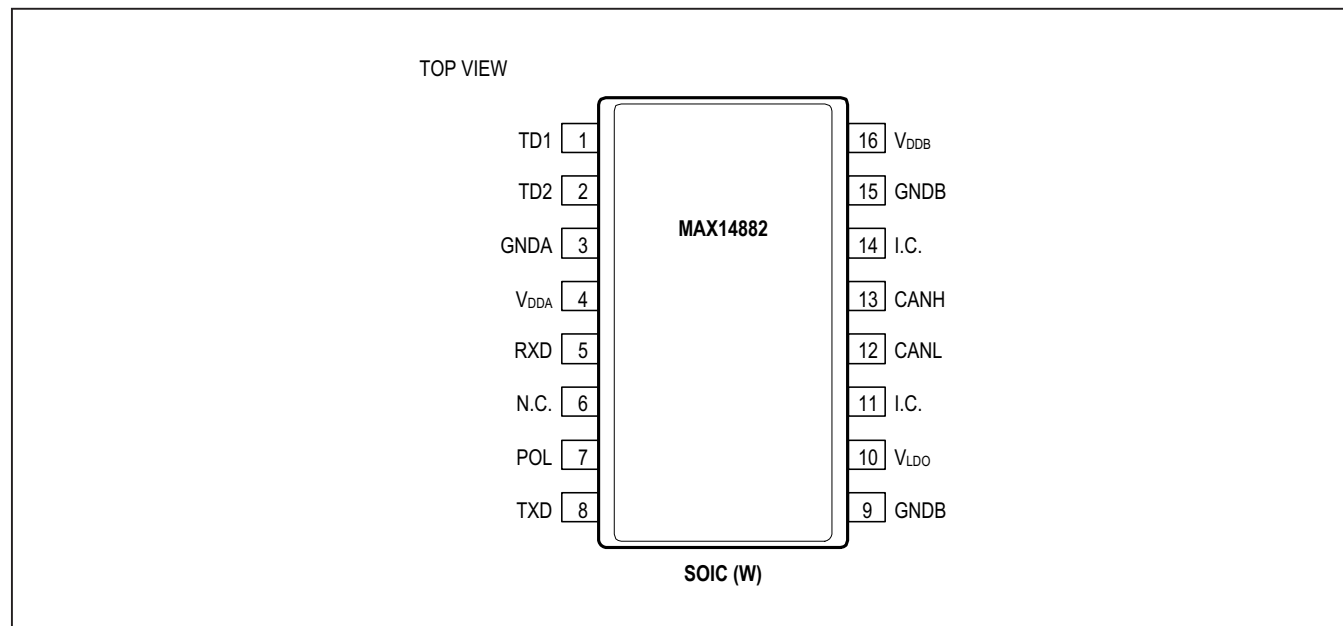 TOP VIEW
TD1 1
TD2 2
GNDA 3
VDDA 4
RXD 5
N.C. 6
POL 7
TXD 8
MAX14882
16 VDDB
15 GNDB
14 I.C.
13 CANH
12 CANL
11 I.C.
10 VLDO
9 GNDB
SOIC (W)